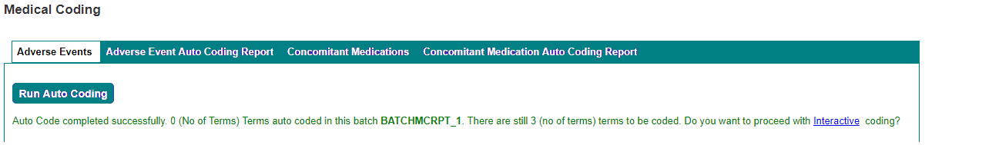 Medical Coding
Adverse Events Adverse Event Auto Coding Report Concomitant Medications Concomitant Medication Auto Coding Report
Run Auto Coding
Auto Code completed successfully. 0 (No of Terms) Terms auto coded in this batch BATCHMCRPT_1. There are still 3 (no of terms) terms to be coded. Do you want to proceed with Interactive coding?